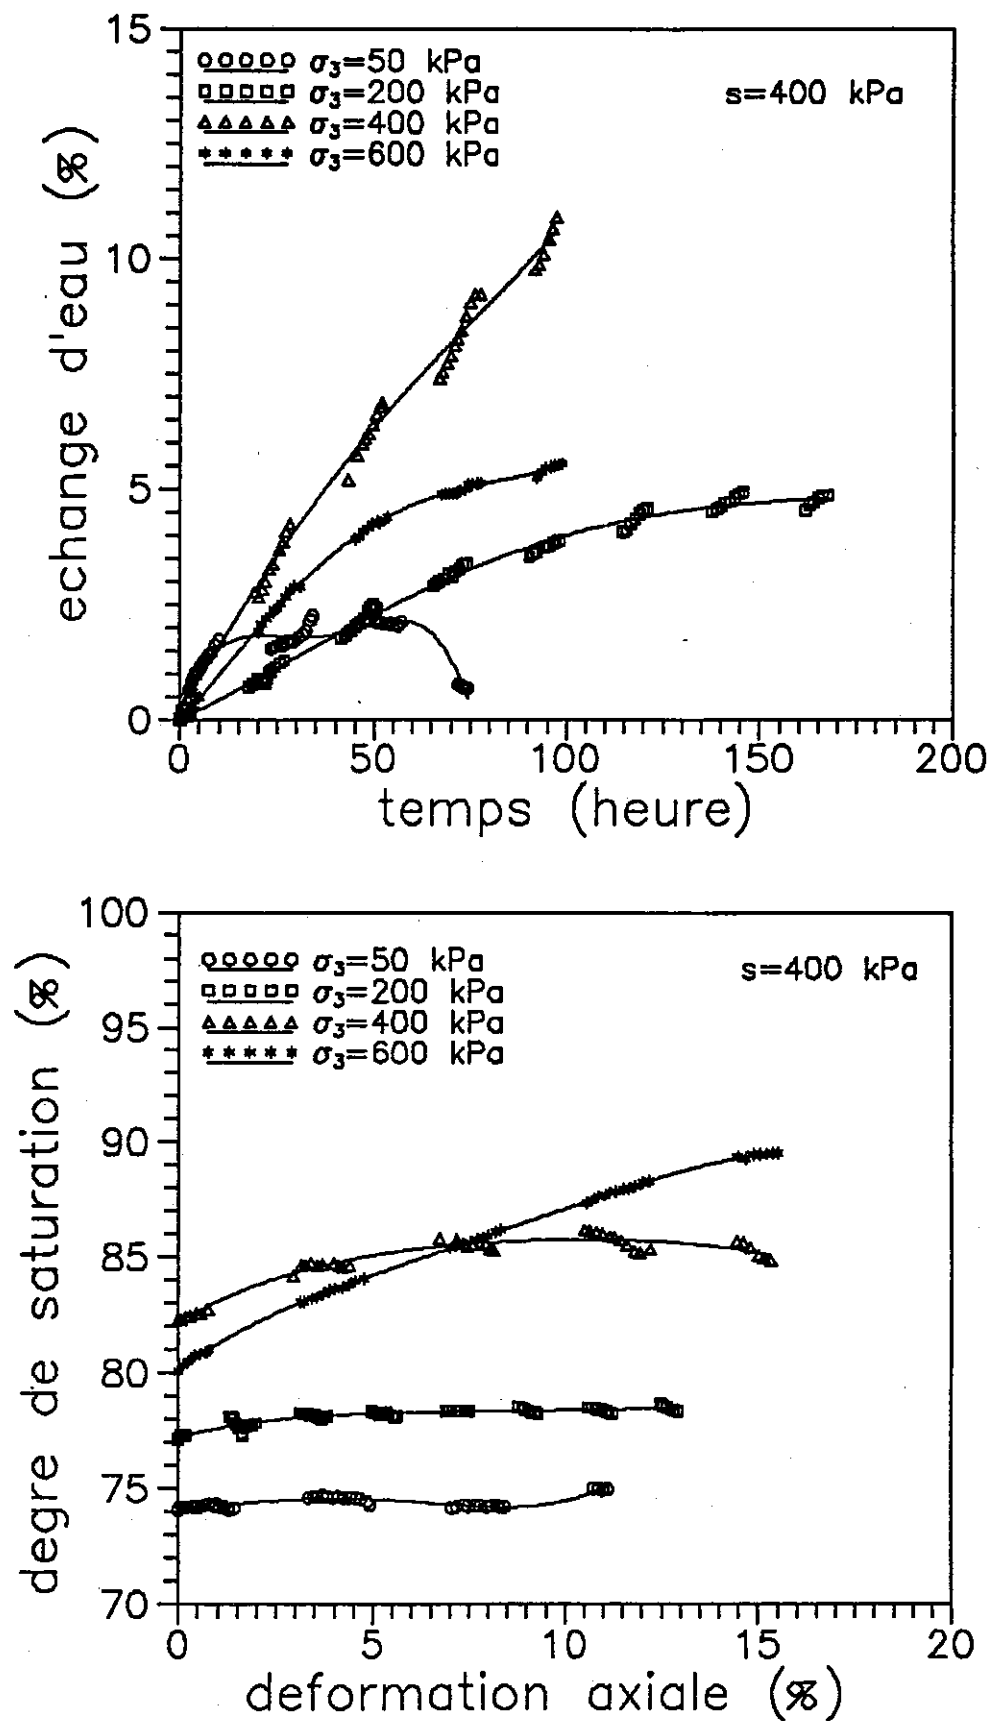 15
σ3=50 kPa
σ3=200 kPa
s=400 kPa
σ3=400 kPa
σ3=600 kPa
echange d'eau (%)
10
5
0
0 50 100 150 200
temps (heure)
100
σ3=50 kPa
s=400 kPa
σ3=200 kPa
95
σ3=400 kPa
σ3=600 kPa
degre de saturation (%)
90
85
80
75
70
0 5 10 15 20
deformation axiale (%)